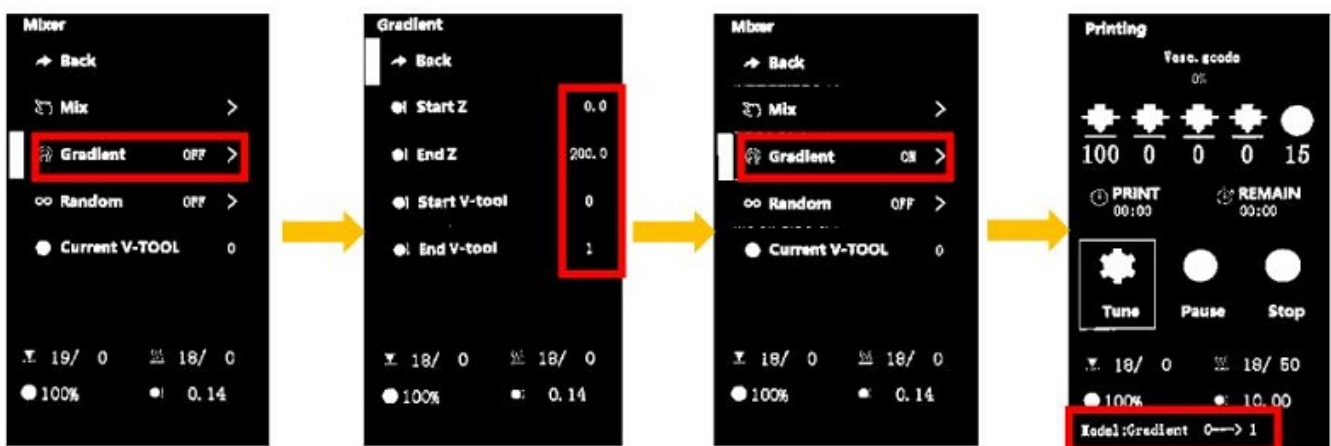 Mixer
Back
Mix >
Gradient OFF >
Random OFF >
Current V-TOOL 0
19/ 0 18/ 0
100% 0.14
Gradient
Back
Start Z 0.0
End Z 200.0
Start V-tool 0
End V-tool 1
18/ 0 18/ 0
100% 0.14
Mixer
Back
Mix >
Gradient ON >
Random OFF >
Current V-TOOL 0
18/ 0 18/ 0
100% 0.14
Printing
Vase.gcode
0%
100 0 0 0 15
PRINT REMAIN
00:00 00:00
Tune Pause Stop
18/ 0 18/ 50
100% 10.00
Model:Gradient 0---> 1